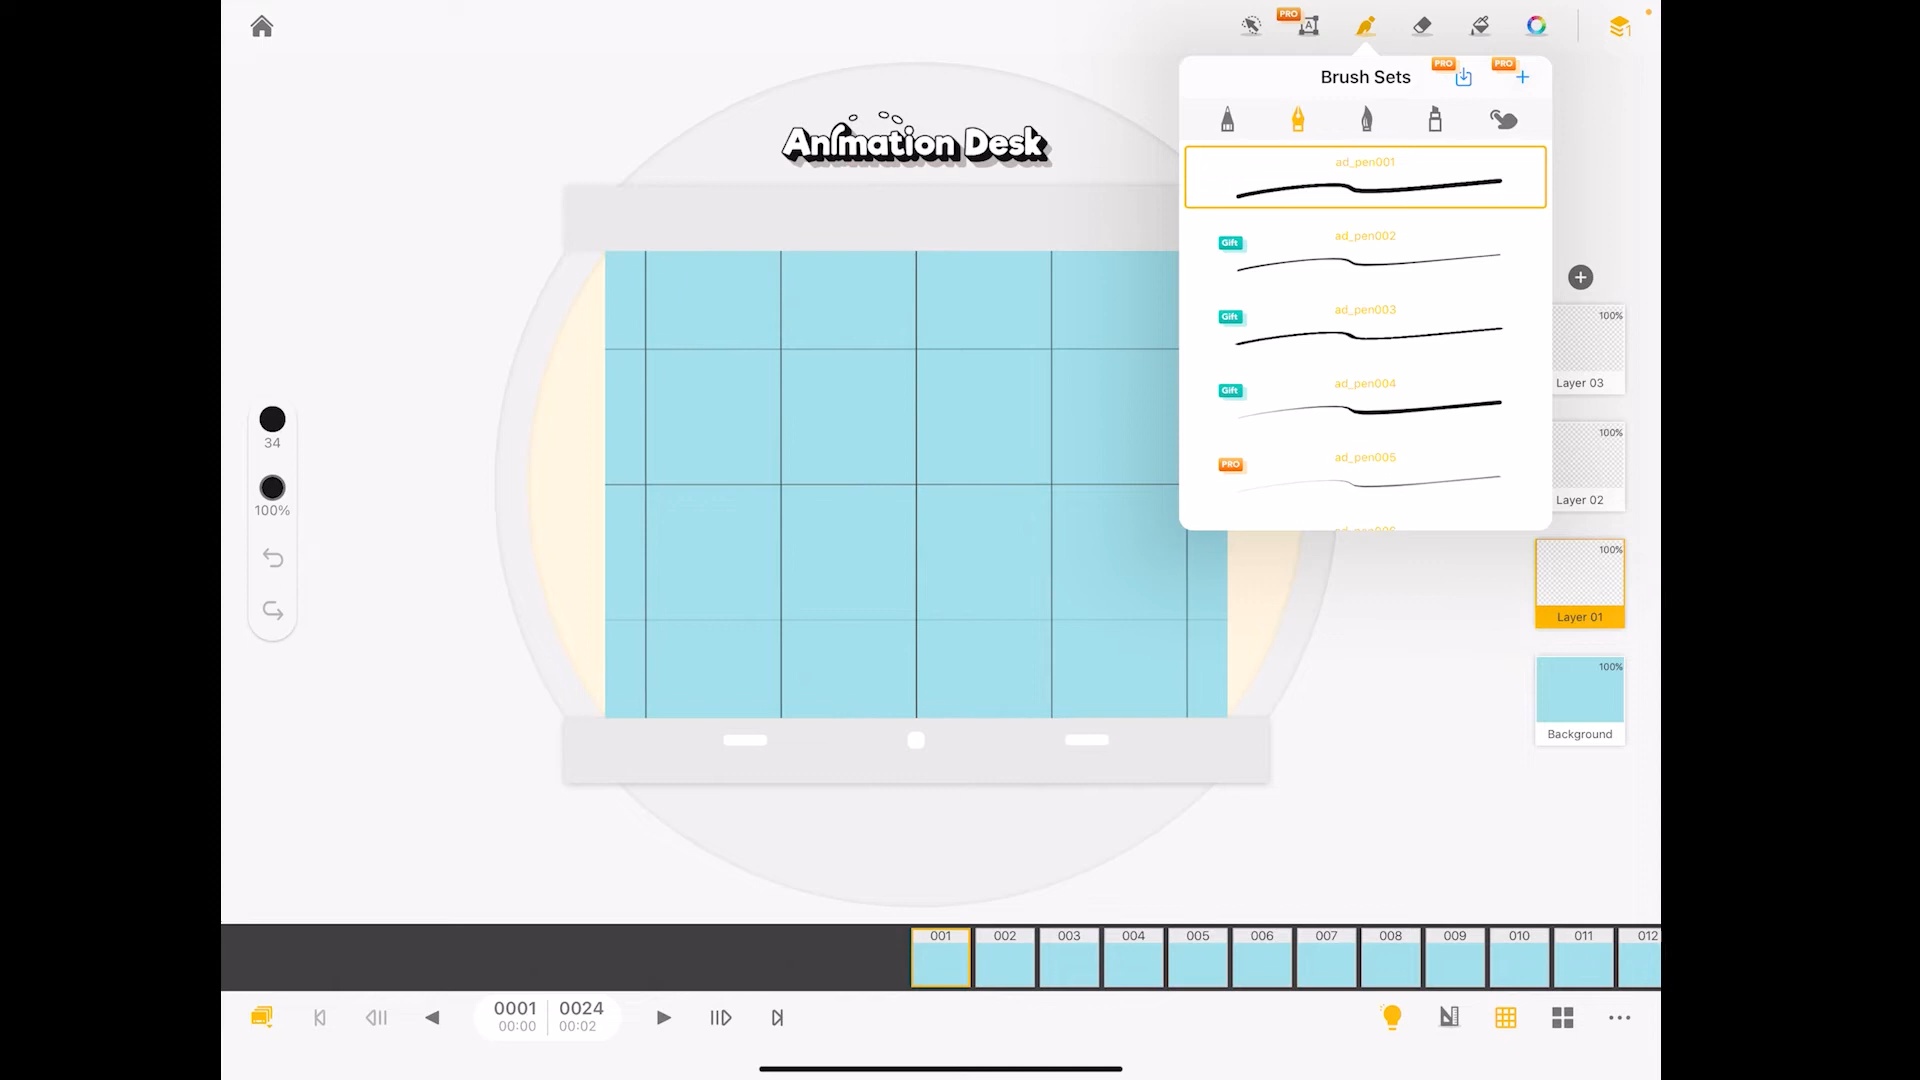 PRO
A
1
Brush Sets
PRO
PRO
Animation Desk
ad_pen001
Gift
ad_pen002
Gift
ad_pen003
Gift
ad_pen004
PRO
ad_pen005
100%
Layer 03
100%
Layer 02
100%
Layer 01
100%
Background
34
100%
001
002
003
004
005
006
007
008
009
010
011
012
0001
00:00
0024
00:02